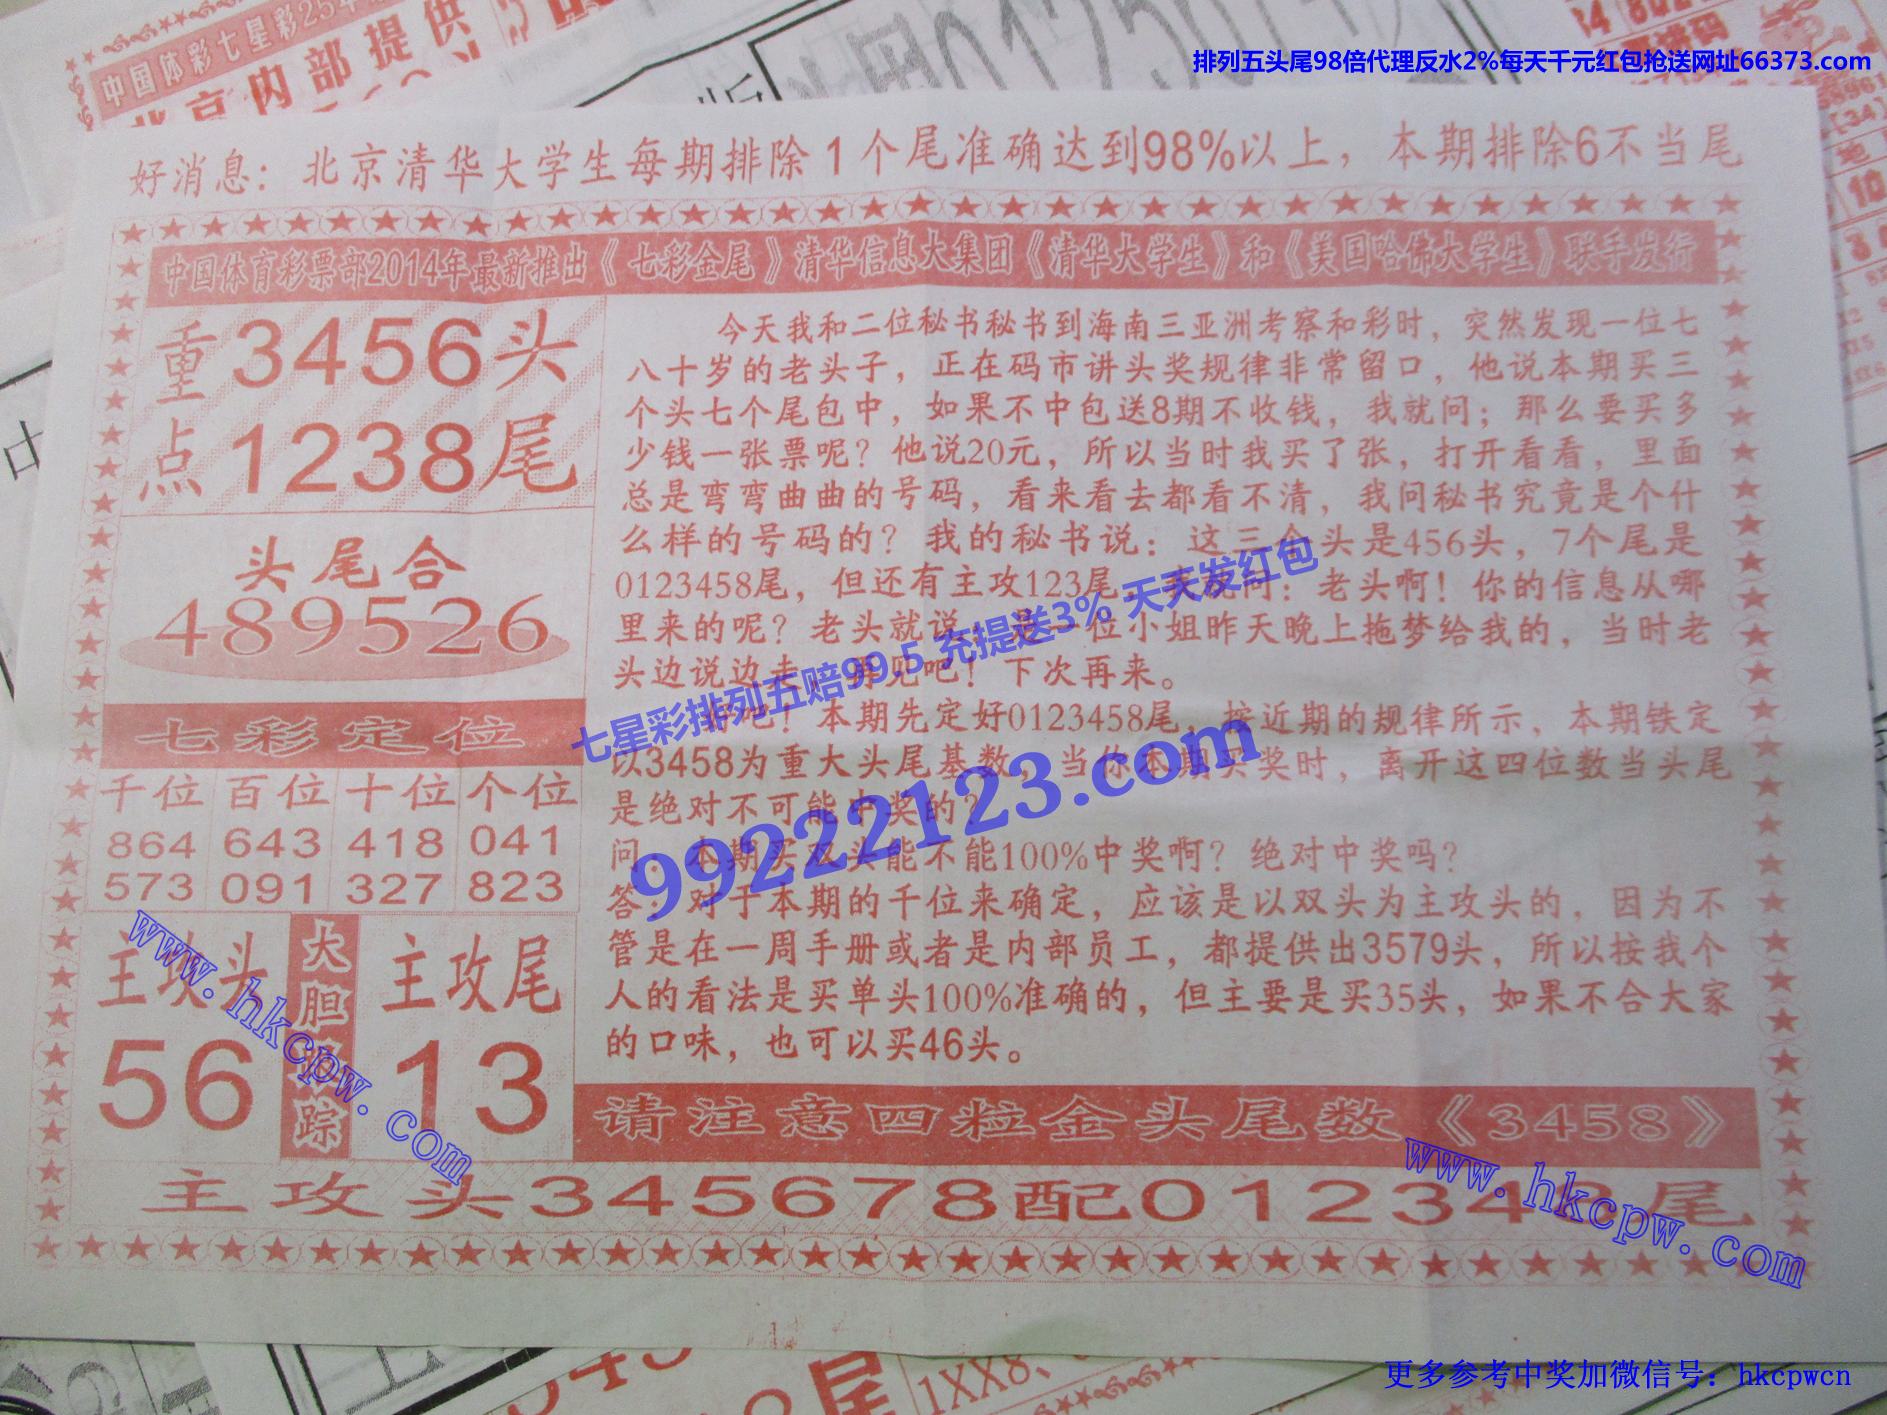 排列五头尾98倍代理反水2%每天千元红包抢送网址66373.com
中国体彩七星彩25年
北京内部提供
好消息：北京清华大学生每期排除1个尾准确达到98%以上，本期排除6不当尾
中国体育彩票部2014年最新推出《七彩金尾》清华信息大集团《清华大学生》和《美国哈佛大学生》联手发行
重3456头
点1238尾
头尾合
489526
七彩定位
千位 百位 十位 个位
864 643 418 041
573 091 327 823
主攻头
56
大胆 踪
主攻尾
13
今天我和二位秘书秘书到海南三亚洲考察和彩时，突然发现一位七
八十岁的老头子，正在码市讲头奖规律非常留口，他说本期买三
个头七个尾包中，如果不中包送8期不收钱，我就问；那么要买多
少钱一张票呢？他说20元，所以当时我买了张，打开看看，里面
总是弯弯曲曲的号码，看来看去都看不清，我问秘书究竟是个什
么样的号码的？我的秘书说：这三个头是456头，7个尾是
0123458尾，但还有主攻123尾，我就问：老头啊！你的信息从哪
里来的呢？老头就说：是一位小姐昨天晚上拖梦给我的，当时老
头边说边走，再见吧！下次再来。
好吧！本期先定好0123458尾，按近期的规律所示，本期铁定
以3458为重大头尾基数，当你本期买奖时，离开这四位数当头尾
是绝对不可能中奖的？
问：本期买双头能不能100%中奖啊？绝对中奖吗？
答：对于本期的千位来确定，应该是以双头为主攻头的，因为不
管是在一周手册或者是内部员工，都提供出3579头，所以按我个
人的看法是买单头100%准确的，但主要是买35头，如果不合大家
的口味，也可以买46头。
请注意四粒金头尾数《3458》
主攻头345678配012348尾
七星彩排列五赔99.5 充提送3% 天天发红包
99222123.com
www.hkcpw.com
www.hkcpw.com
1XX8、
更多参考中奖加微信号：hkcpwcn